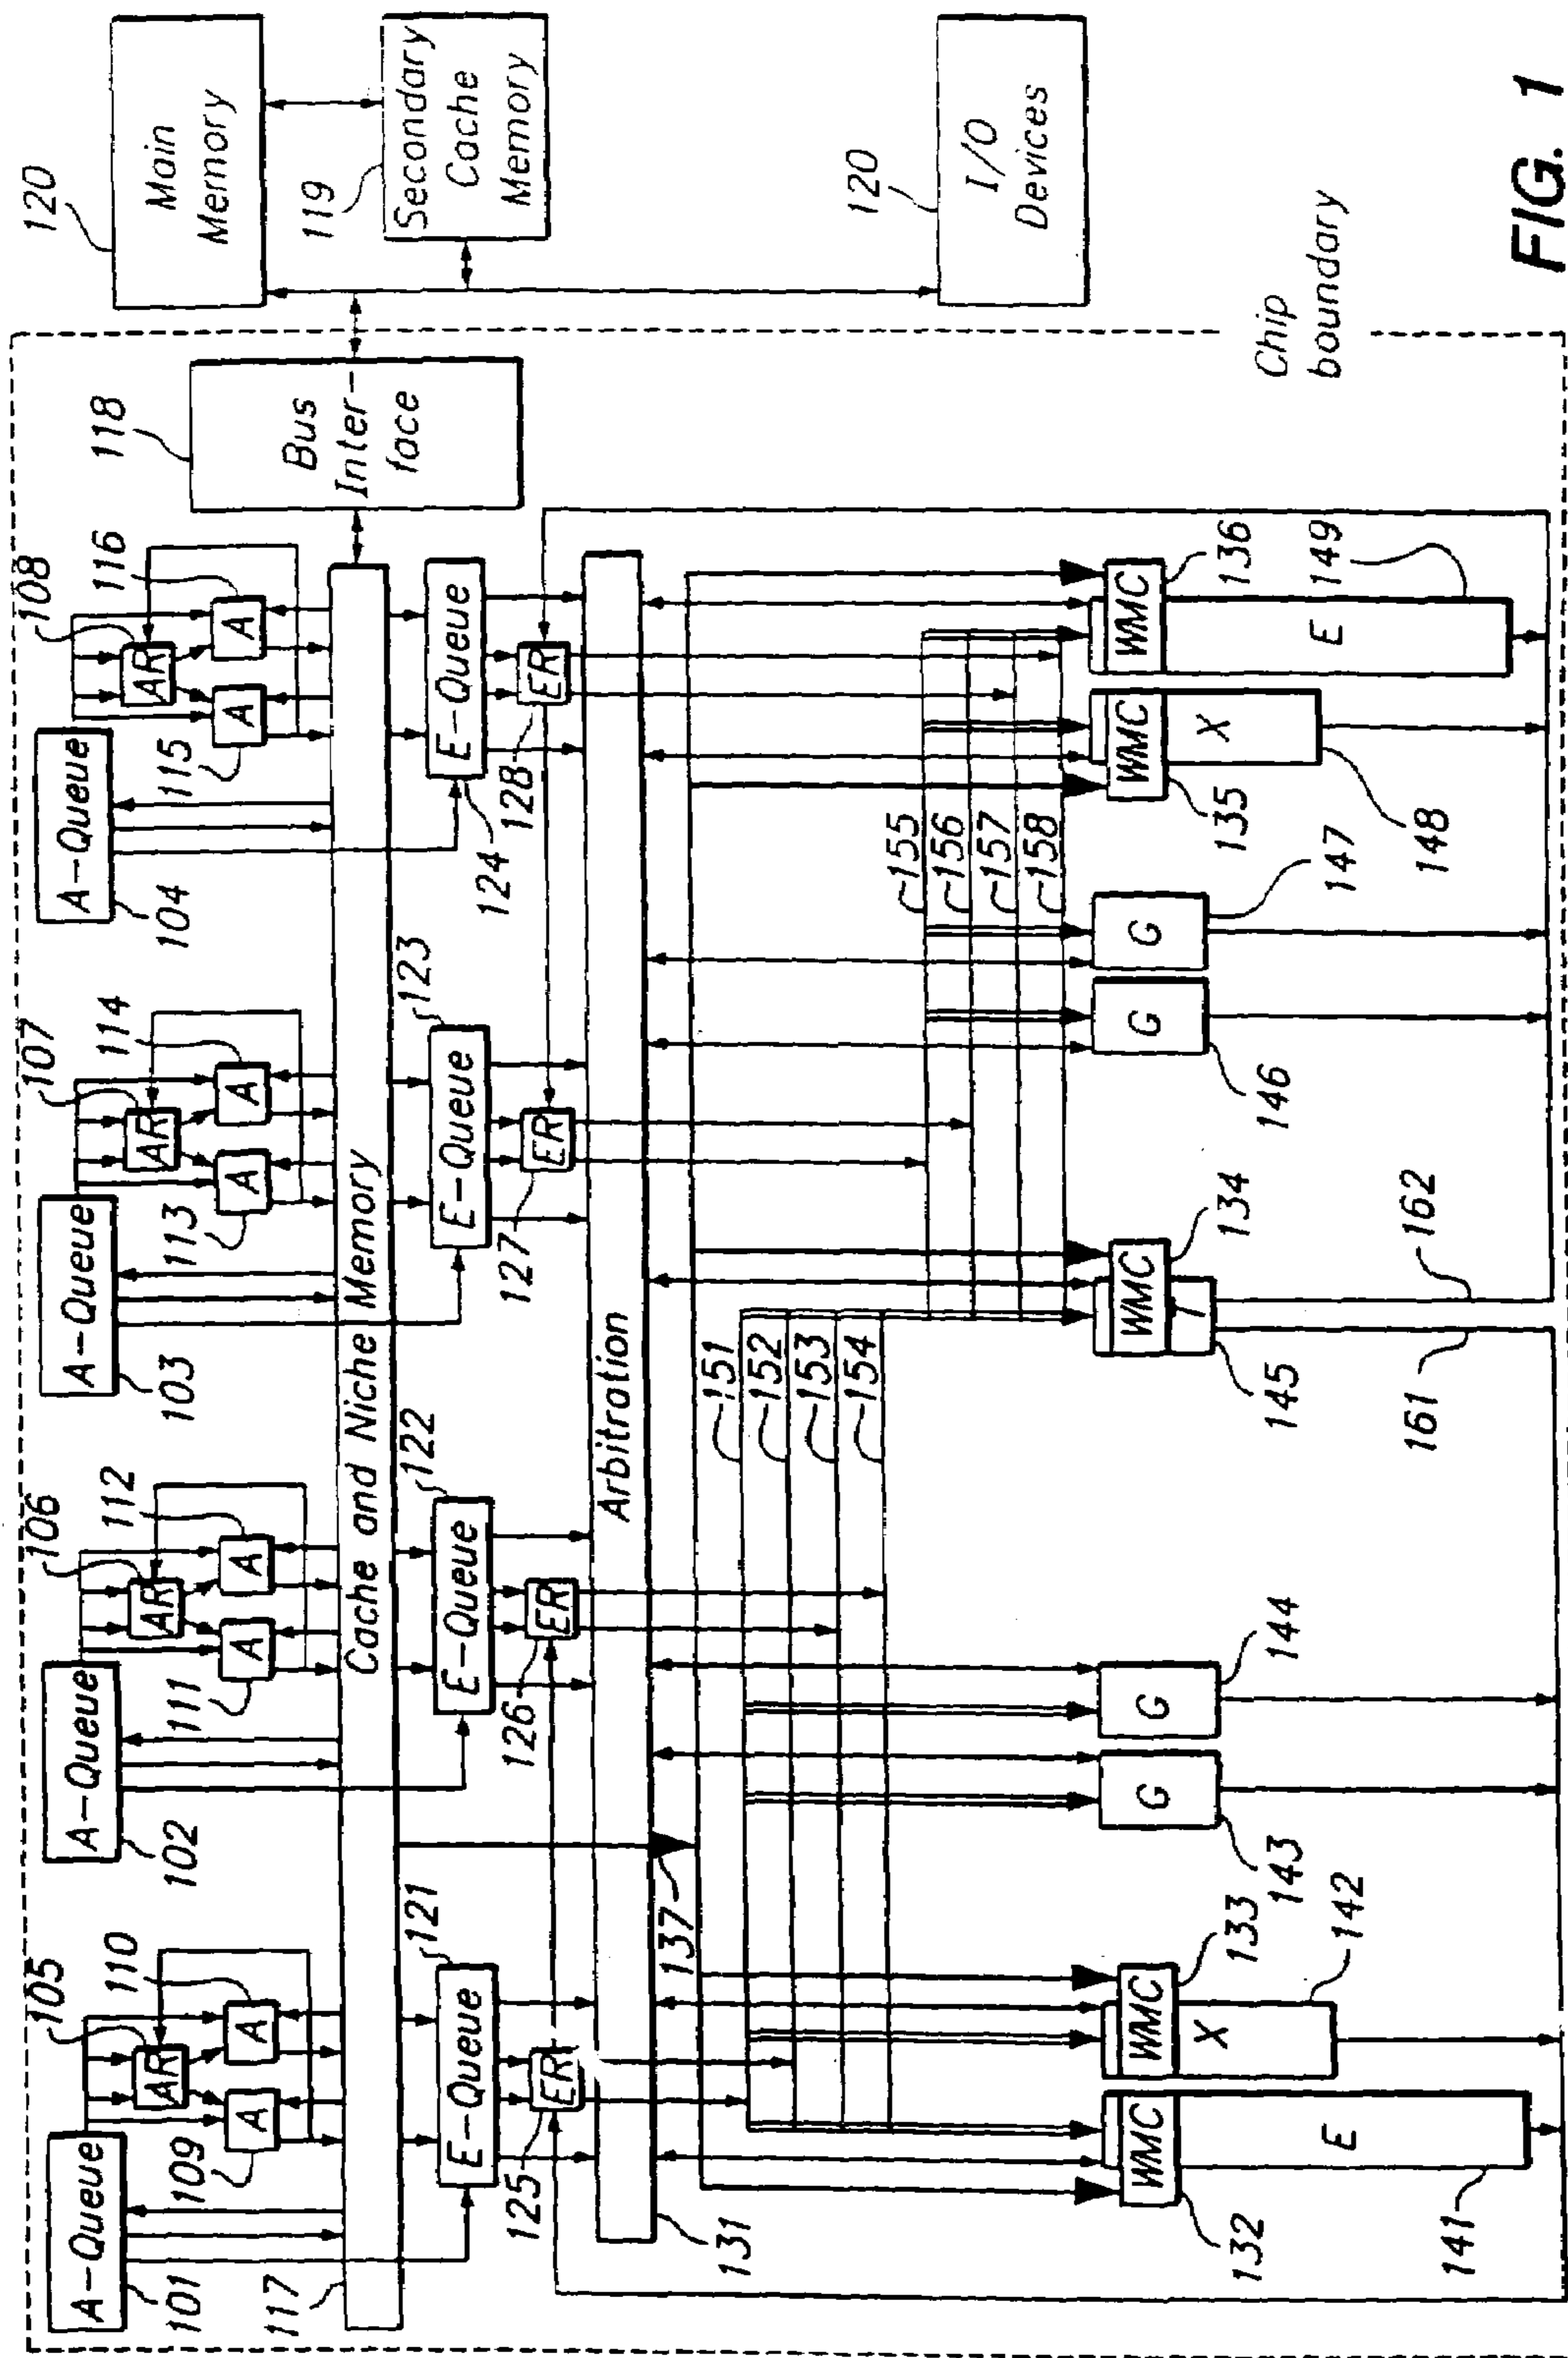 105
110
106
112
107
114
108
116
118
120
Main
Memory
A-Queue
AR
A
A
A-Queue
AR
A
A
A-Queue
AR
A
A
A-Queue
AR
A
A
Bus
Inter-
face
119
Secondary
Cache
Memory
101
109
102
111
103
113
104
115
117
Cache and Niche Memory
121
122
123
124
E-Queue
E-Queue
E-Queue
E-Queue
125
ER
126
ER
127
ER
128
ER
120
I/O
Devices
131
Arbitration
137
151
152
153
154
155
156
157
158
Chip
boundary
WMC
E
WMC
X
G
G
WMC
T
G
G
WMC
X
WMC
E
132
133
134
135
136
141
142
143
144
145
146
147
148
149
161
162
FIG. 1